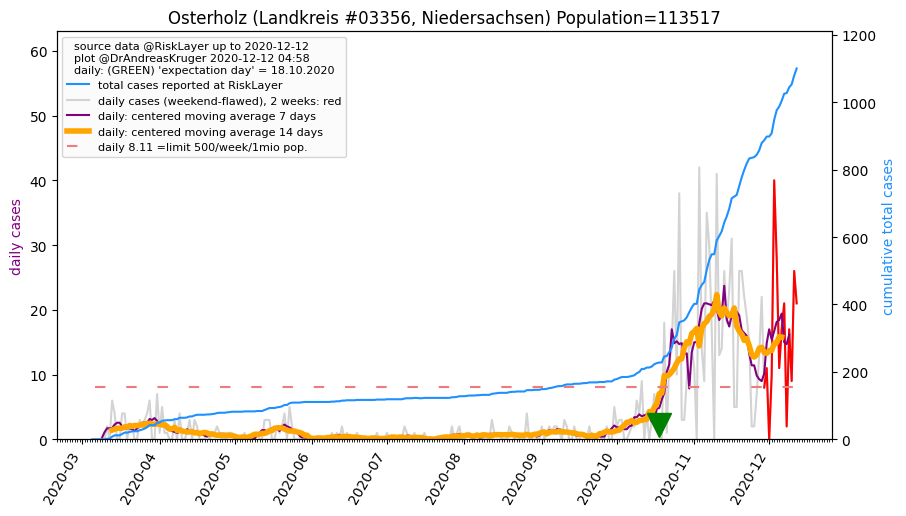 Osterholz (Landkreis #03356, Niedersachsen) Population=113517
source data @RiskLayer up to 2020-12-12
plot @DrAndreasKruger 2020-12-12 04:58
daily: (GREEN) 'expectation day' = 18.10.2020
total cases reported at RiskLayer
daily cases (weekend-flawed), 2 weeks: red
daily: centered moving average 7 days
daily: centered moving average 14 days
daily 8.11 =limit 500/week/1mio pop.
daily cases
60
50
40
30
20
10
0
cumulative total cases
1200
1000
800
600
400
200
0
2020-03
2020-04
2020-05
2020-06
2020-07
2020-08
2020-09
2020-10
2020-11
2020-12